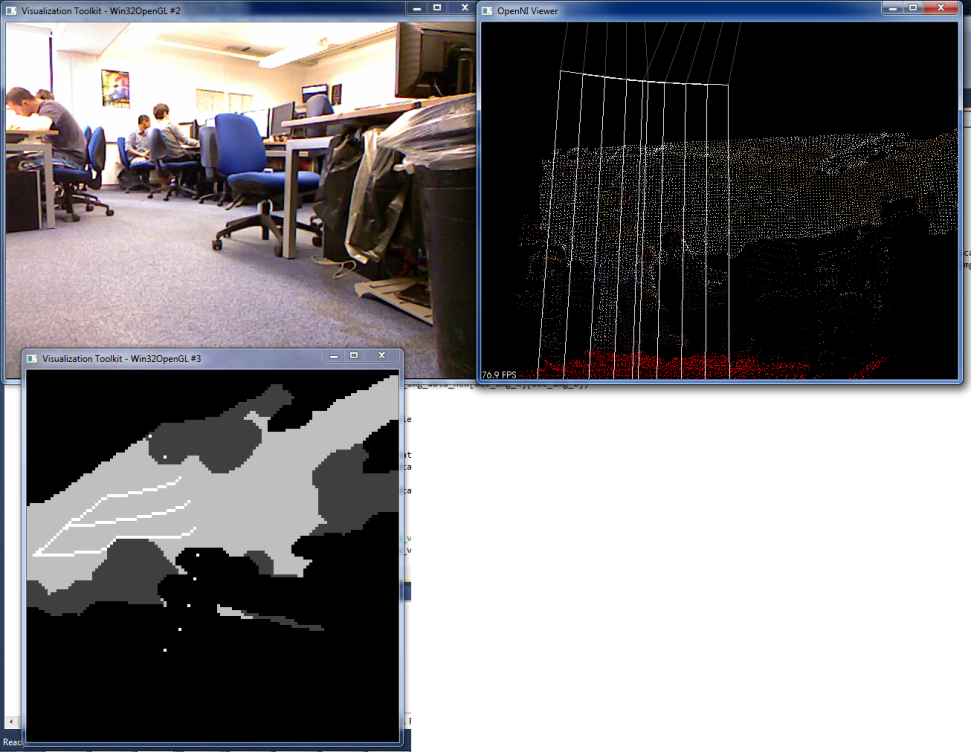 Visualization Toolkit - Win32OpenGL #2
OpenNI Viewer
76.9 FPS
Visualization Toolkit - Win32OpenGL #3